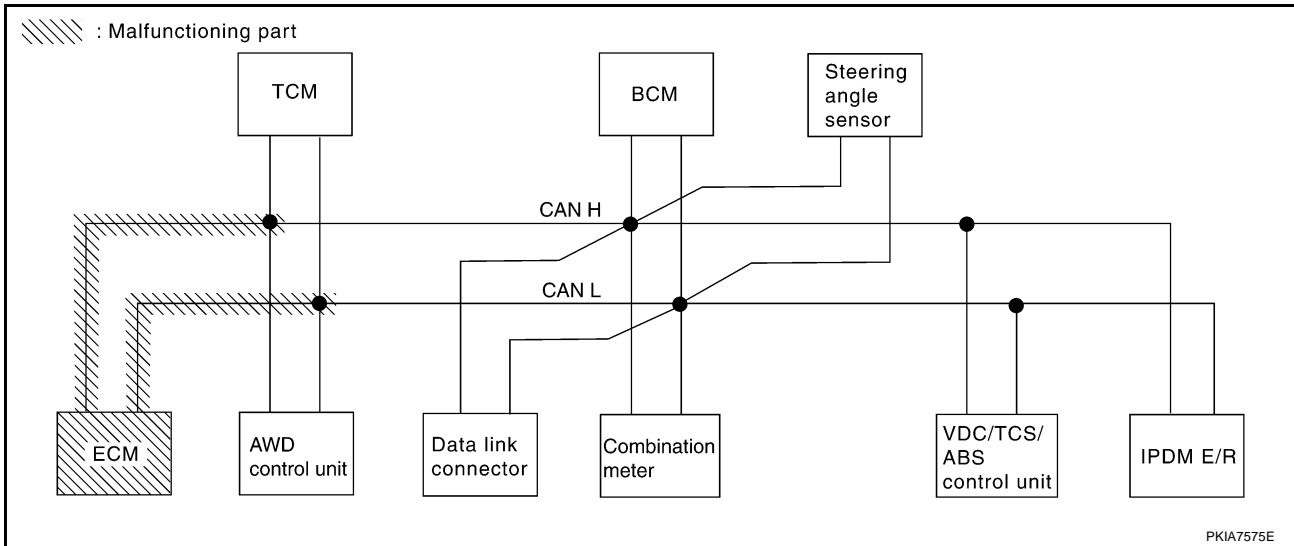 : Malfunctioning part
TCM
BCM
Steering
angle
sensor
CAN H
CAN L
ECM
AWD
control unit
Data link
connector
Combination
meter
VDC/TCS/
ABS
control unit
IPDM E/R
PKIA7575E